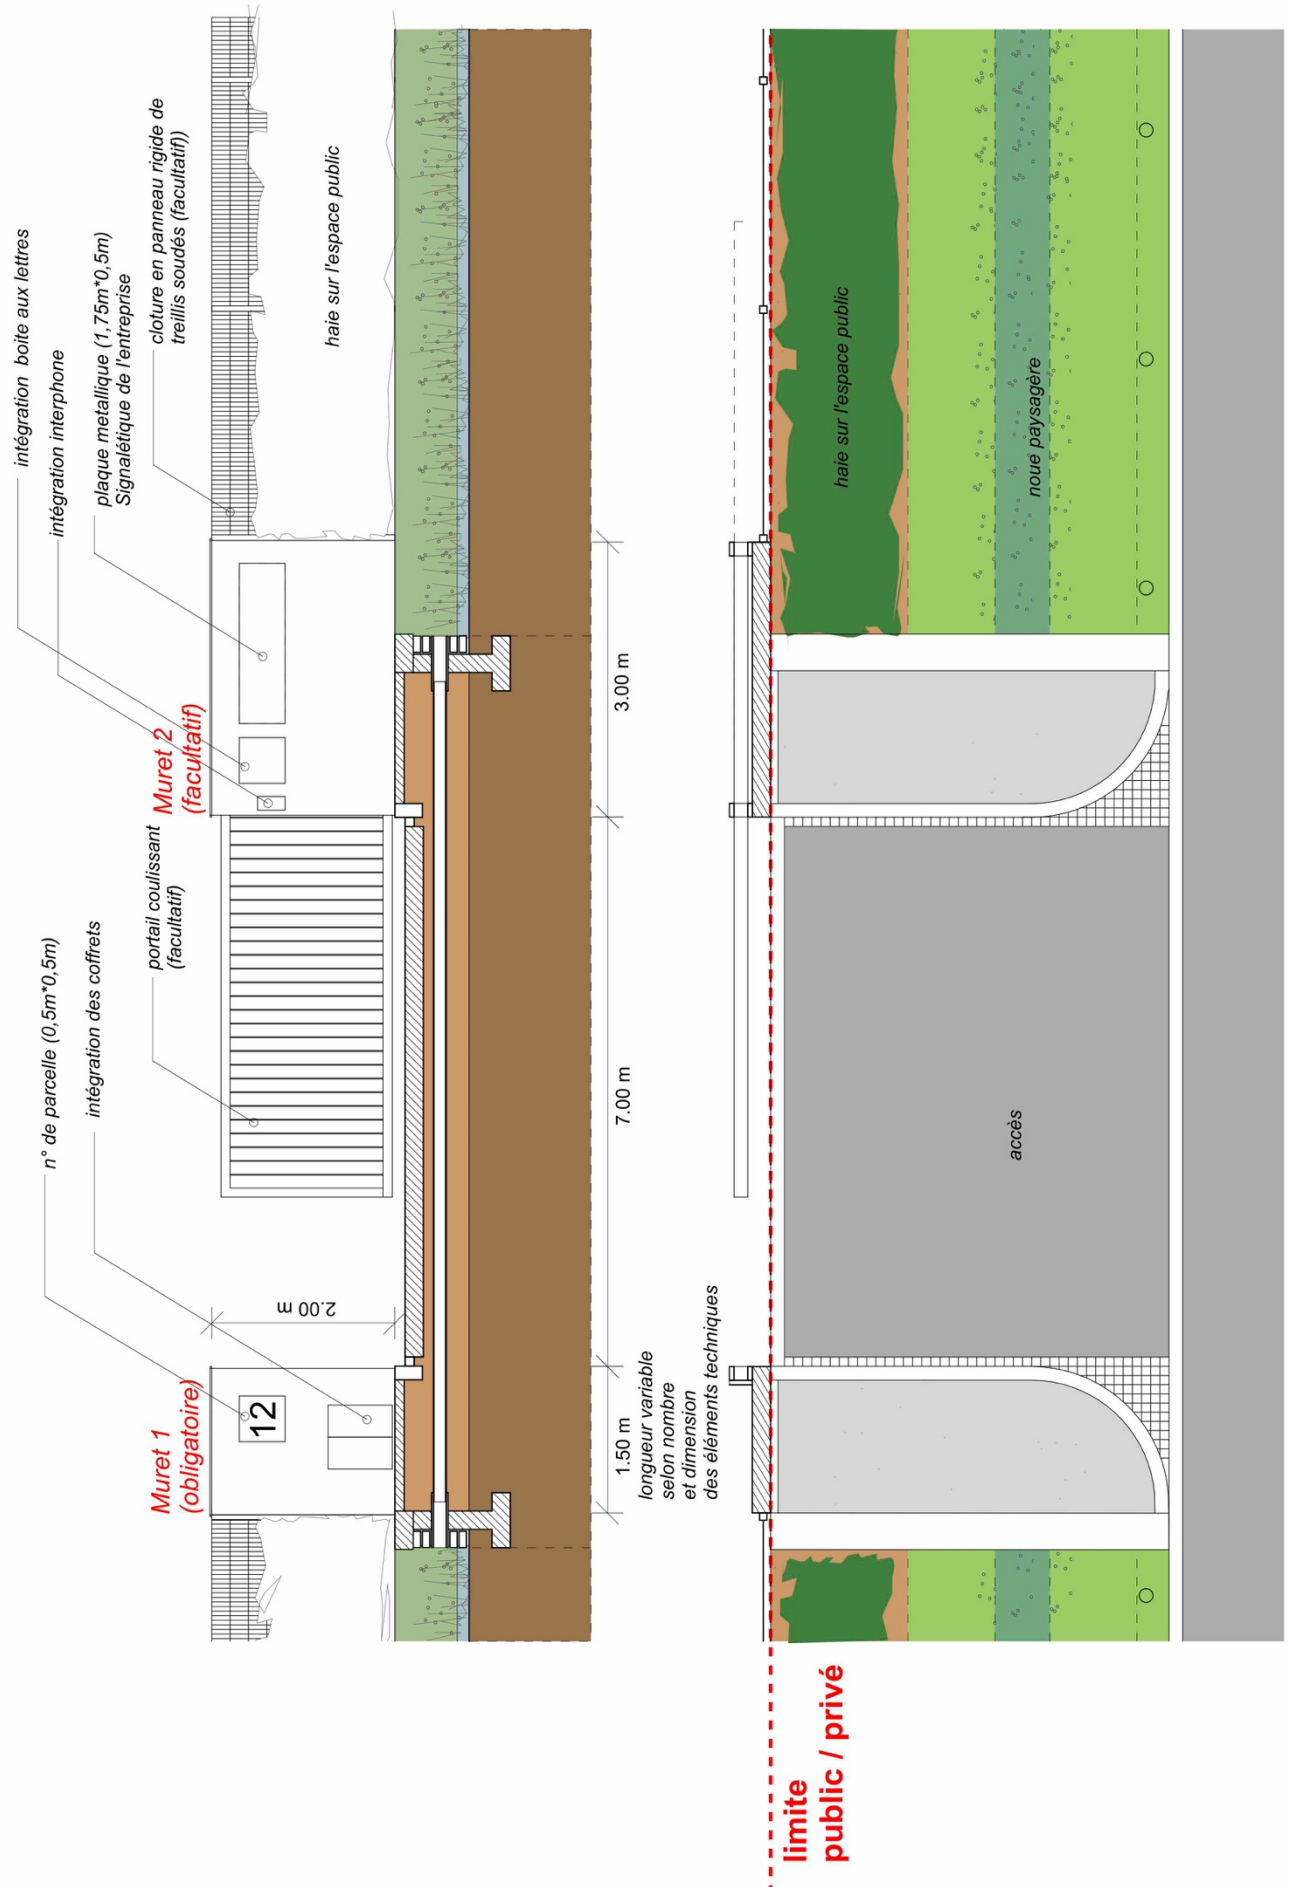 n° de parcelle (0,5m*0,5m)
intégration des coffrets
portail coulissant
(facultatif)
intégration boite aux lettres
intégration interphone
plaque metallique (1,75m*0,5m)
Signalétique de l'entreprise
cloture en panneau rigide de
treillis soudés (facultatif))
Muret 1
(obligatoire)
12
2.00 m
Muret 2
(facultatif)
haie sur l'espace public
1.50 m
7.00 m
3.00 m
longueur variable
selon nombre
et dimension
des éléments techniques
limite
public / privé
accès
haie sur l'espace public
noue paysagère